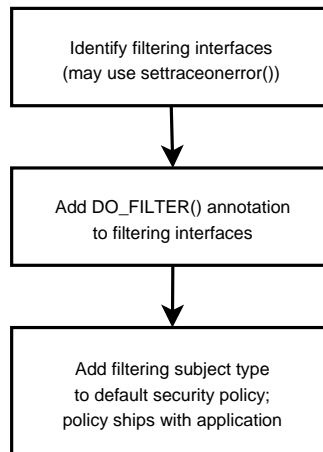 Identify filtering interfaces
(may use settraceonerror())
Add DO_FILTER() annotation
to filtering interfaces
Add filtering subject type
to default security policy;
policy ships with application